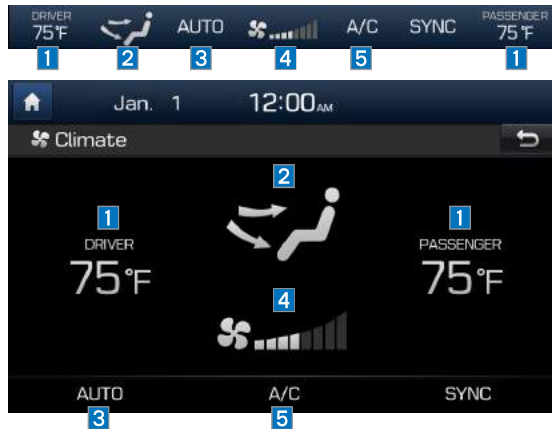 DRIVER AUTO A/C SYNC PASSENGER
75°F 75°F
1 2 3 4 5 1
Jan. 1 12:00AM
Climate
2
1 1
DRIVER PASSENGER
75°F 75°F
4
AUTO A/C SYNC
3 5